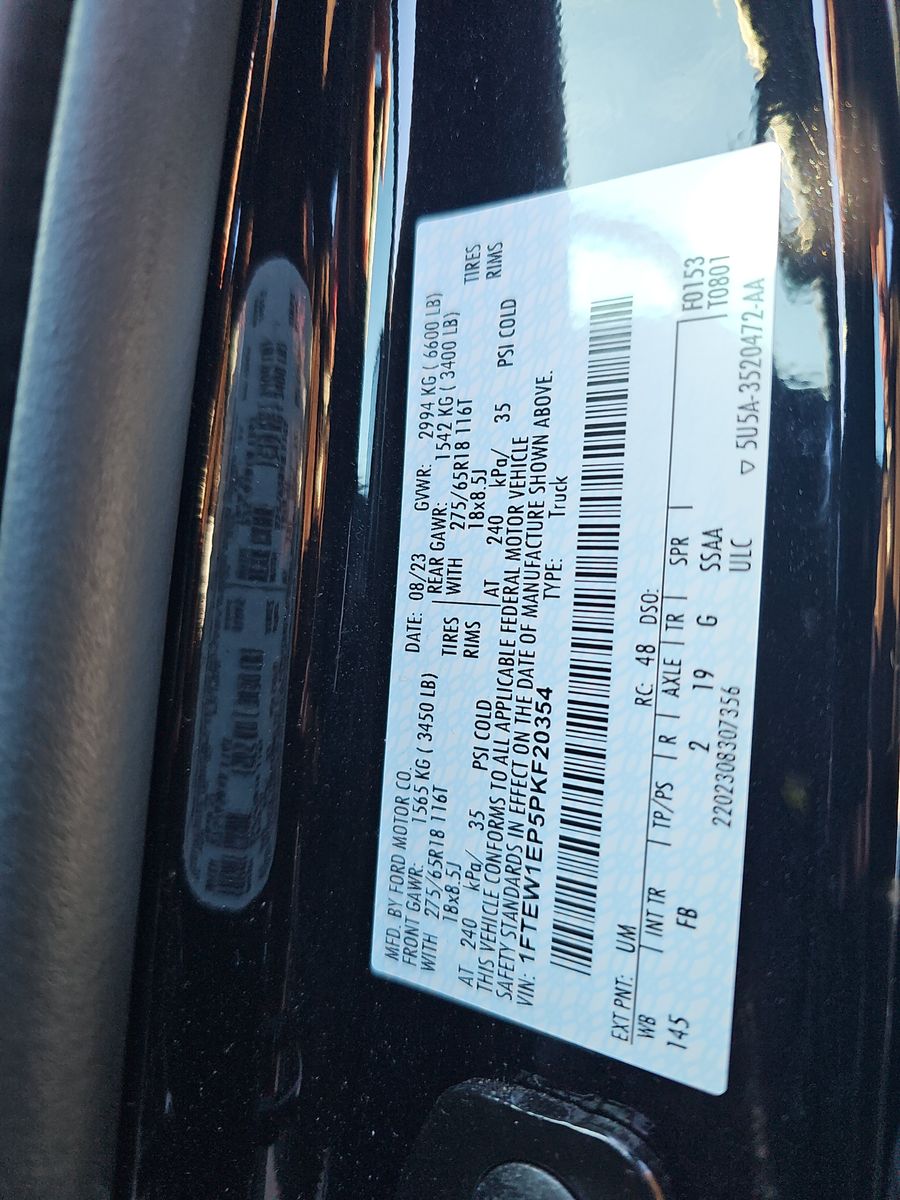 MFD. BY FORD MOTOR CO.
DATE: 08/23 GVWR: 2994 KG ( 6600 LB)
FRONT GAWR: 1565 KG ( 3450 LB) REAR GAWR: 1542 KG ( 3400 LB)
WITH 275/65R18 116T TIRES WITH 275/65R18 116T TIRES
18x8.5J RIMS 18x8.5J RIMS
AT 240 kPa/ 35 PSI COLD AT 240 kPa/ 35 PSI COLD
THIS VEHICLE CONFORMS TO ALL APPLICABLE FEDERAL MOTOR VEHICLE
SAFETY STANDARDS IN EFFECT ON THE DATE OF MANUFACTURE SHOWN ABOVE.
VIN: 1FTEW1EP5PKF20354 TYPE: Truck
EXT PNT: UM RC: 48 DSO: F0153
WB INT TR TP/PS R AXLE TR SPR T0801
145 FB 2 19 G SSAA
2202308307356 ULC
▽ 5U5A-3520472-AA